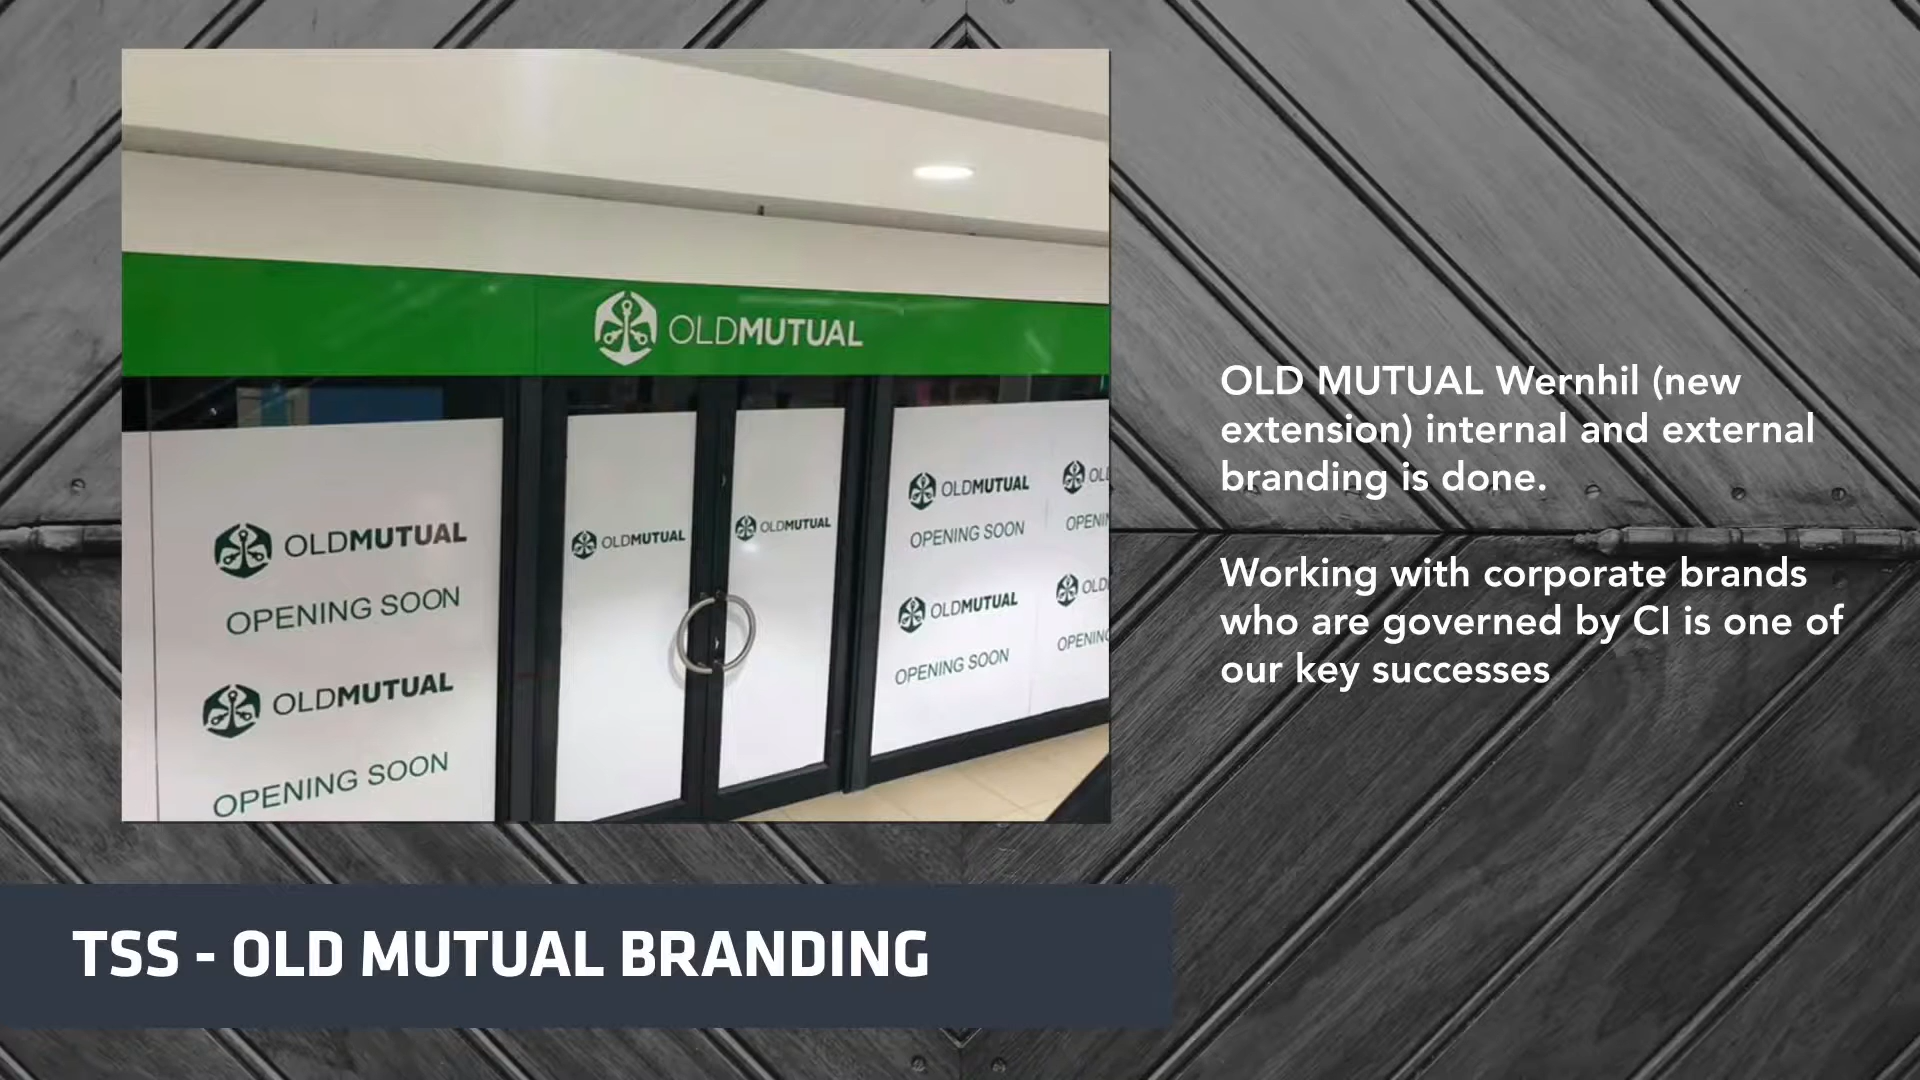 OLDMUTUAL
OLDMUTUAL
OPENING SOON
OLDMUTUAL
OPENING SOON
OLDMUTUAL
OLDMUTUAL
OLDMUTUAL
OPENING SOON
OLDMUTUAL
OPENING SOON
OLD MUTUAL Wernhil (new
extension) internal and external
branding is done.
Working with corporate brands
who are governed by CI is one of
our key successes
TSS - OLD MUTUAL BRANDING